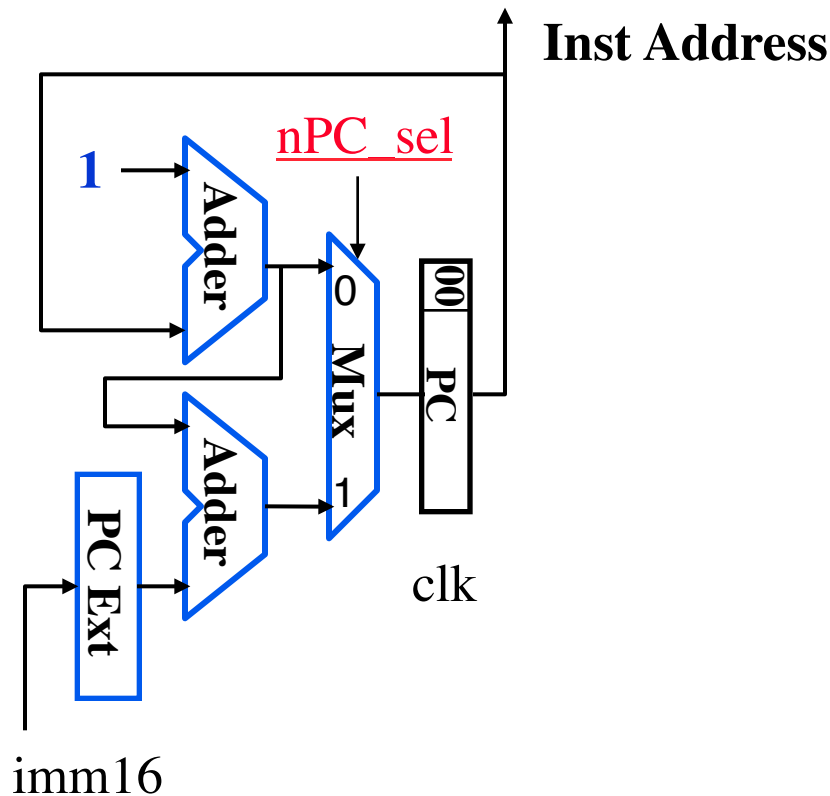 Inst Address
nPC_sel
1
Adder
0
00
Mux
PC
Adder
1
PC Ext
clk
imm16